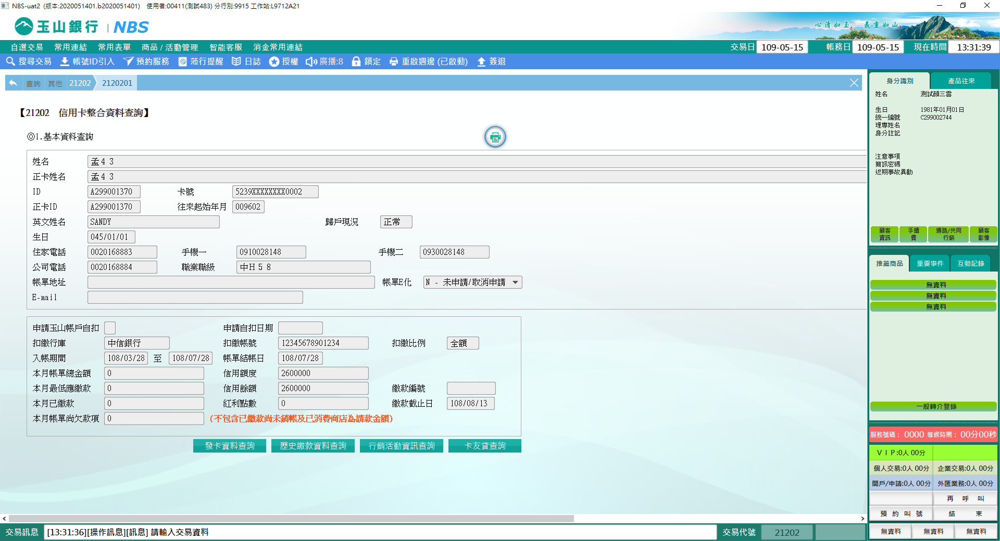 NBS-uat2 (版本:2020051401.b2020051401) 使用者:00411(測試483) 分行別:9915 工作站:L9712A21
玉山銀行 | NBS
心清如玉。 義重如山。
自選交易 常用連結 常用表單 商品 / 活動管理 智能客服 消金常用連結 交易日 109-05-15 帳務日 109-05-15 現在時間 13:31:39
搜尋交易 帳號ID引入 預約服務 蒞行提醒 日誌 授權 廣播:8 鎖定 重啟週邊 (已啟動) 簽退
查詢 其他 21202 2120201
【21202 信用卡整合資料查詢】
◎1.基本資料查詢
姓名 孟４３
正卡姓名 孟４３
ID A299001370 卡號 5239XXXXXXXX0002
正卡ID A299001370 往來起始年月 009602
英文姓名 SANDY 歸戶現況 正常
生日 045/01/01
住家電話 0020168883 手機一 0910028148 手機二 0930028148
公司電話 0020168884 職業職級 中Ｈ５８
帳單地址 帳單E化 N - 未申請/取消申請
E-mail
申請玉山帳戶自扣 申請自扣日期
扣繳行庫 中信銀行 扣繳帳號 12345678901234 扣繳比例 全額
入帳期間 108/03/28 至 108/07/28 帳單結帳日 108/07/28
本月帳單總金額 0 信用額度 2600000
本月最低應繳款 0 信用餘額 2600000 繳款編號
本月已繳款 0 紅利點數 0 繳款截止日 108/08/13
本月帳單尚欠款項 0 (不包含已繳款尚未銷帳及已消費商店為請款金額)
發卡資料查詢 歷史繳款資料查詢 行銷活動資訊查詢 卡友貸查詢
身分識別 產品往來
姓名 測試顏三雲
生日 1981年01月01日
統一編號 C299002744
理專姓名
身分註記
注意事項
簡訊密碼
近期事故異動
顧客資訊 手續費 通路/共同行銷 顧客影像
推薦商品 重要事件 互動記錄
無資料
無資料
無資料
一般轉介登錄
服務號碼： 0000 等候時間： 00分00秒
ＶＩＰ:0人 00分
個人交易:0人 00分 企業交易:0人 00分
開戶/申請:0人 00分 外匯業務:0人 00分
再 呼 叫
預 約 叫 號 結 束
無資料 無資料 無資料
交易訊息 [13:31:36][操作訊息][訊息] 請輸入交易資料 交易代號 21202